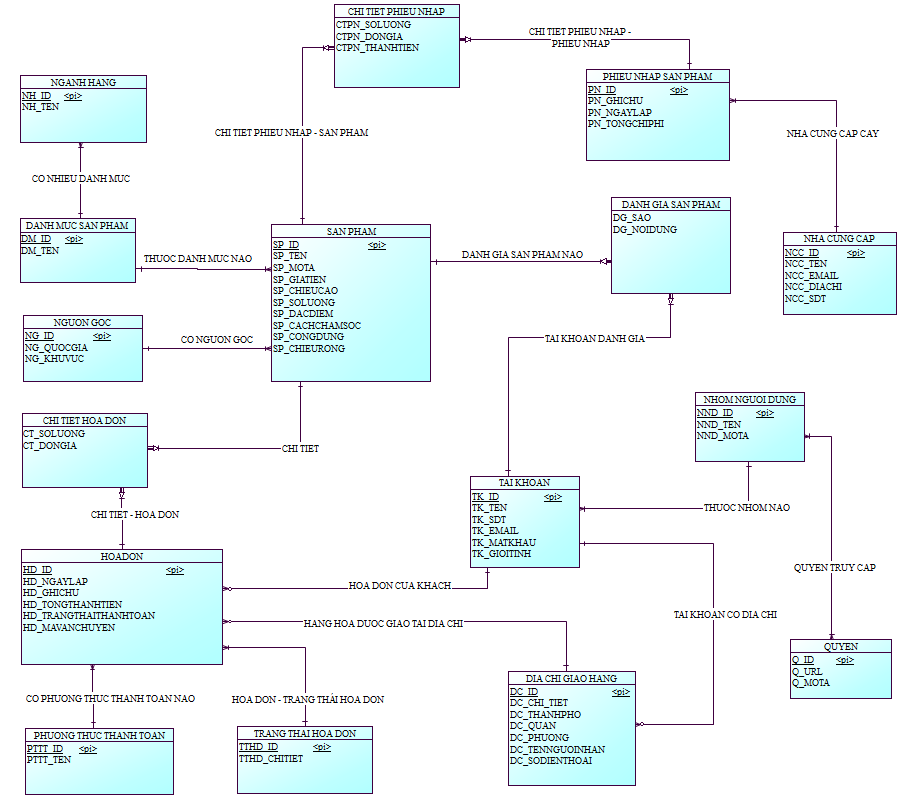 CHI TIET PHIEU NHAP
CTPN_SOLUONG
CTPN_DONGIA
CTPN_THANHTIEN
CHI TIET PHIEU NHAP -
PHIEU NHAP
PHIEU NHAP SAN PHAM
PN_ID <pi>
PN_GHICHU
PN_NGAYLAP
PN_TONGCHIPHI
NGANH HANG
NH_ID <pi>
NH_TEN
CHI TIET PHIEU NHAP - SAN PHAM
NHA CUNG CAP CAY
CO NHIEU DANH MUC
DANH MUC SAN PHAM
DM_ID <pi>
DM_TEN
THUOC DANH MUC NAO
SAN PHAM
SP_ID <pi>
SP_TEN
SP_MOTA
SP_GIATIEN
SP_CHIEUCAO
SP_SOLUONG
SP_DACDIEM
SP_CACHCHAMSOC
SP_CONGDUNG
SP_CHIEURONG
DANH GIA SAN PHAM NAO
DANH GIA SAN PHAM
DG_SAO
DG_NOIDUNG
NHA CUNG CAP
NCC_ID <pi>
NCC_TEN
NCC_EMAIL
NCC_DIACHI
NCC_SDT
NGUON GOC
NG_ID <pi>
NG_QUOCGIA
NG_KHUVUC
CO NGUON GOC
TAI KHOAN DANH GIA
CHI TIET HOA DON
CT_SOLUONG
CT_DONGIA
CHI TIET
NHOM NGUOI DUNG
NND_ID <pi>
NND_TEN
NND_MOTA
CHI TIET - HOA DON
TAI KHOAN
TK_ID <pi>
TK_TEN
TK_SDT
TK_EMAIL
TK_MATKHAU
TK_GIOITINH
THUOC NHOM NAO
QUYEN TRUY CAP
HOADON
HD_ID <pi>
HD_NGAYLAP
HD_GHICHU
HD_TONGTHANHTIEN
HD_TRANGTHAITHANHTOAN
HD_MAVANCHUYEN
HOA DON CUA KHACH
HANG HOA DUOC GIAO TAI DIA CHI
TAI KHOAN CO DIA CHI
QUYEN
Q_ID <pi>
Q_URL
Q_MOTA
CO PHUONG THUC THANH TOAN NAO
HOA DON - TRANG THÁI HOA DON
DIA CHI GIAO HANG
DC_ID <pi>
DC_CHI_TIET
DC_THANHPHO
DC_QUAN
DC_PHUONG
DC_TENNGUOINHAN
DC_SODIENTHOAI
PHUONG THUC THANH TOAN
PTTT_ID <pi>
PTTT_TEN
TRANG THAI HOA DON
TTHD_ID <pi>
TTHD_CHITIET